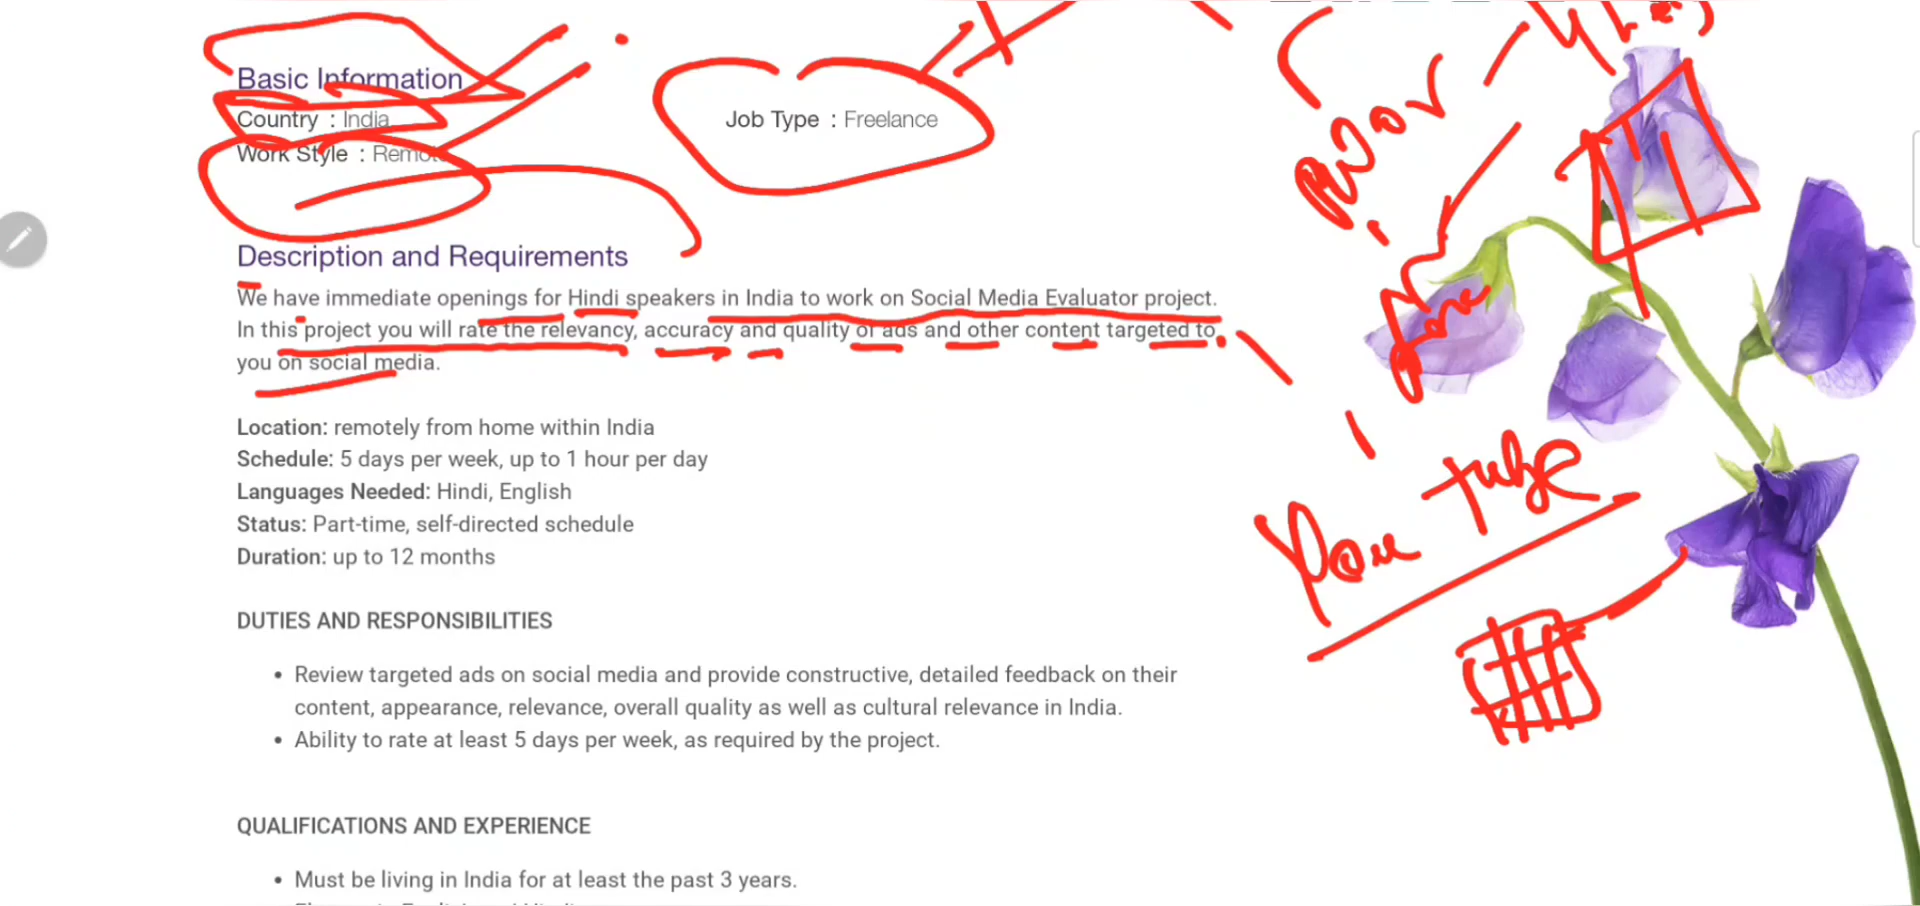 Basic Information
Country : India
Job Type : Freelance
Work Style : Remote
Description and Requirements
We have immediate openings for Hindi speakers in India to work on Social Media Evaluator project.
In this project you will rate the relevancy, accuracy and quality of ads and other content targeted to
you on social media.
You tube
Location: remotely from home within India
Schedule: 5 days per week, up to 1 hour per day
Languages Needed: Hindi, English
Status: Part-time, self-directed schedule
Duration: up to 12 months
DUTIES AND RESPONSIBILITIES
• Review targeted ads on social media and provide constructive, detailed feedback on their
content, appearance, relevance, overall quality as well as cultural relevance in India.
• Ability to rate at least 5 days per week, as required by the project.
QUALIFICATIONS AND EXPERIENCE
• Must be living in India for at least the past 3 years.